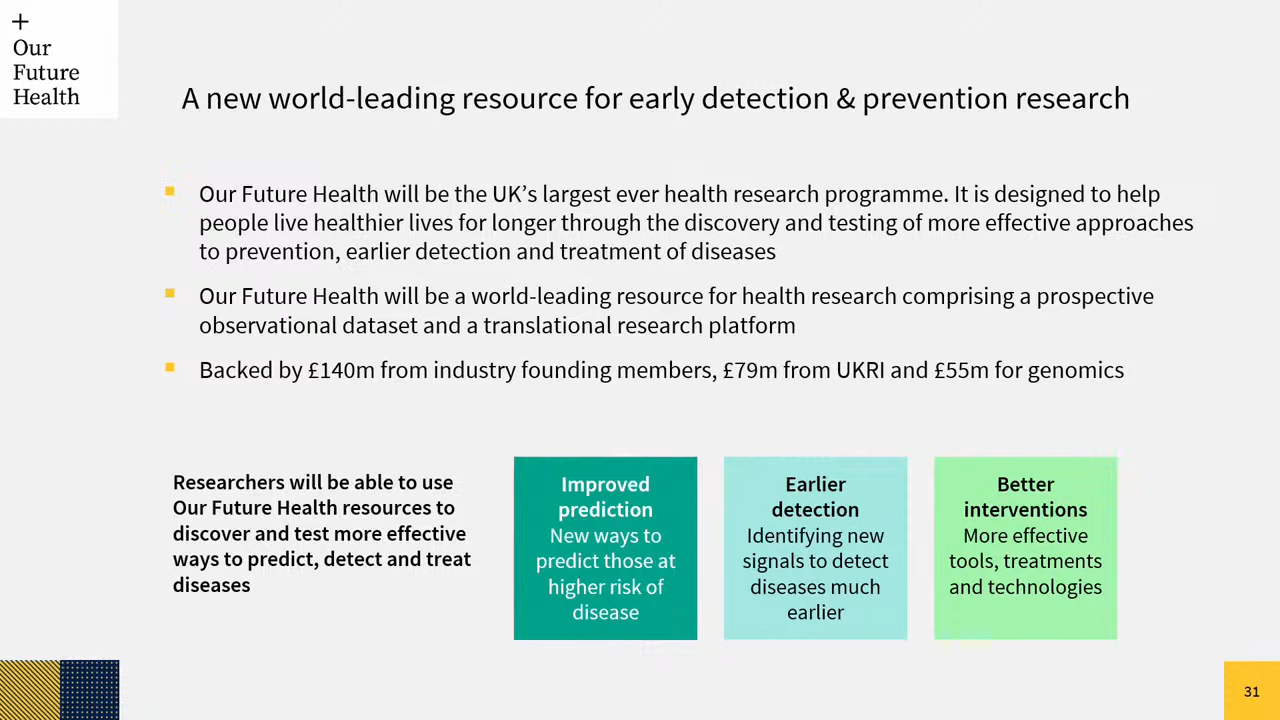 +
Our
Future
Health
A new world-leading resource for early detection & prevention research
Our Future Health will be the UK’s largest ever health research programme. It is designed to help
people live healthier lives for longer through the discovery and testing of more effective approaches
to prevention, earlier detection and treatment of diseases
Our Future Health will be a world-leading resource for health research comprising a prospective
observational dataset and a translational research platform
Backed by £140m from industry founding members, £79m from UKRI and £55m for genomics
Researchers will be able to use
Our Future Health resources to
discover and test more effective
ways to predict, detect and treat
diseases
Improved
prediction
New ways to
predict those at
higher risk of
disease
Earlier
detection
Identifying new
signals to detect
diseases much
earlier
Better
interventions
More effective
tools, treatments
and technologies
31